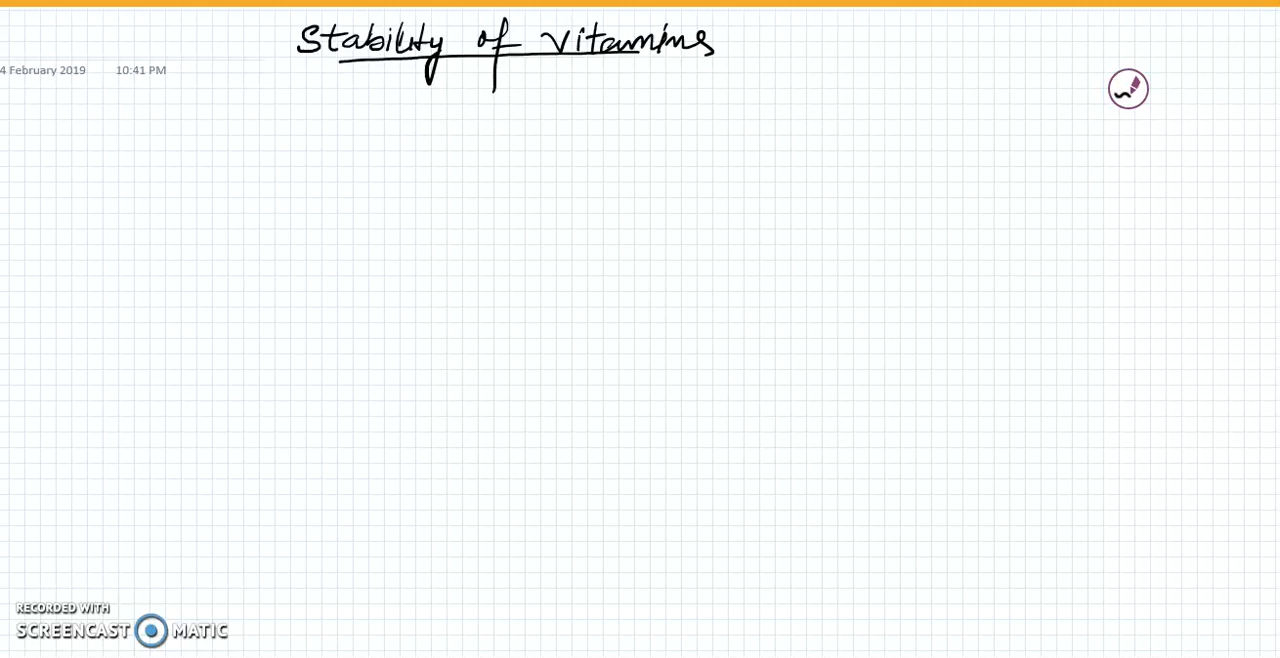 Stability of vitamins
4 February 2019 10:41 PM
RECORDED WITH
SCREENCAST MATIC